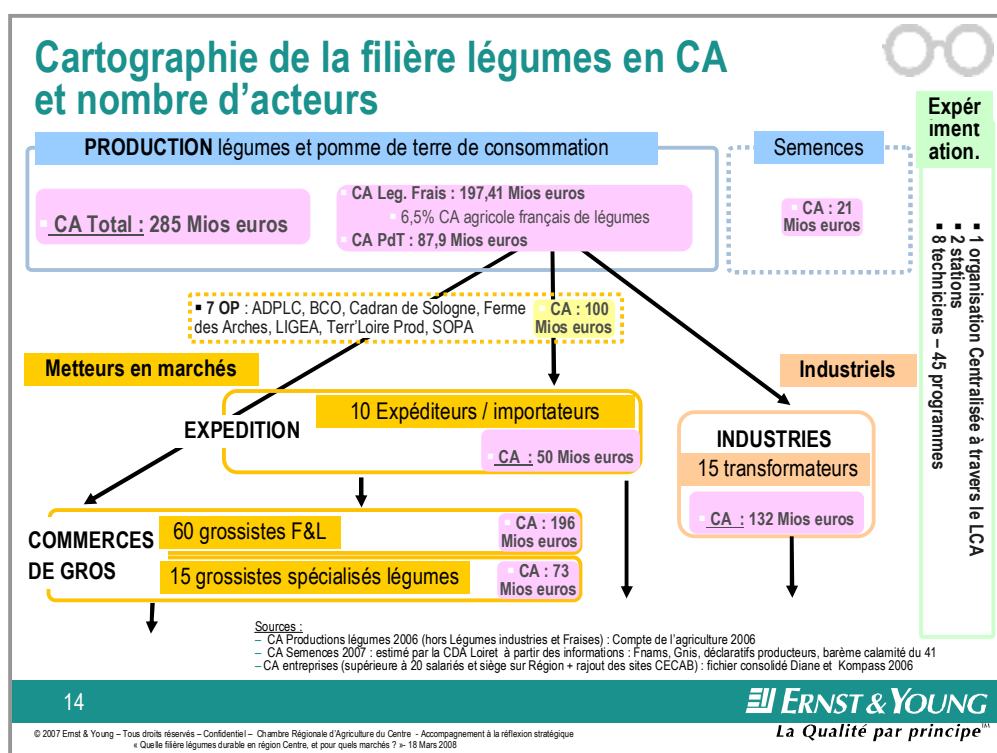 Cartographie de la filière légumes en CA
et nombre d'acteurs
Expér
iment
ation.
PRODUCTION légumes et pomme de terre de consommation
Semences
▪ CA Total : 285 Mios euros
▪ CA Leg. Frais : 197,41 Mios euros
▪ 6,5% CA agricole français de légumes
▪ CA PdT : 87,9 Mios euros
▪ CA : 21
Mios euros
▪ 1 organisation Centralisée à travers le LCA
▪ 2 stations
▪ 8 techniciens – 45 programmes
▪ 7 OP : ADPLC, BCO, Cadran de Sologne, Ferme
des Arches, LIGEA, Terr'Loire Prod, SOPA
▪ CA : 100
Mios euros
Metteurs en marchés
Industriels
EXPEDITION
10 Expéditeurs / importateurs
▪ CA : 50 Mios euros
INDUSTRIES
15 transformateurs
▪ CA : 132 Mios euros
COMMERCES
DE GROS
60 grossistes F&L
▪ CA : 196
Mios euros
15 grossistes spécialisés légumes
▪ CA : 73
Mios euros
Sources :
– CA Productions légumes 2006 (hors Légumes industries et Fraises) : Compte de l'agriculture 2006
– CA Semences 2007 : estimé par la CDA Loiret à partir des informations : Fnams, Gnis, déclaratifs producteurs, barème calamité du 41
– CA entreprises (supérieure à 20 salariés et siège sur Région + rajout des sites CECAB) : fichier consolidé Diane et Kompass 2006
14
ERNST & YOUNG
La Qualité par principe™
© 2007 Ernst & Young – Tous droits réservés – Confidentiel – Chambre Régionale d'Agriculture du Centre - Accompagnement à la réflexion stratégique
« Quelle filière légumes durable en région Centre, et pour quels marchés ? »- 18 Mars 2008